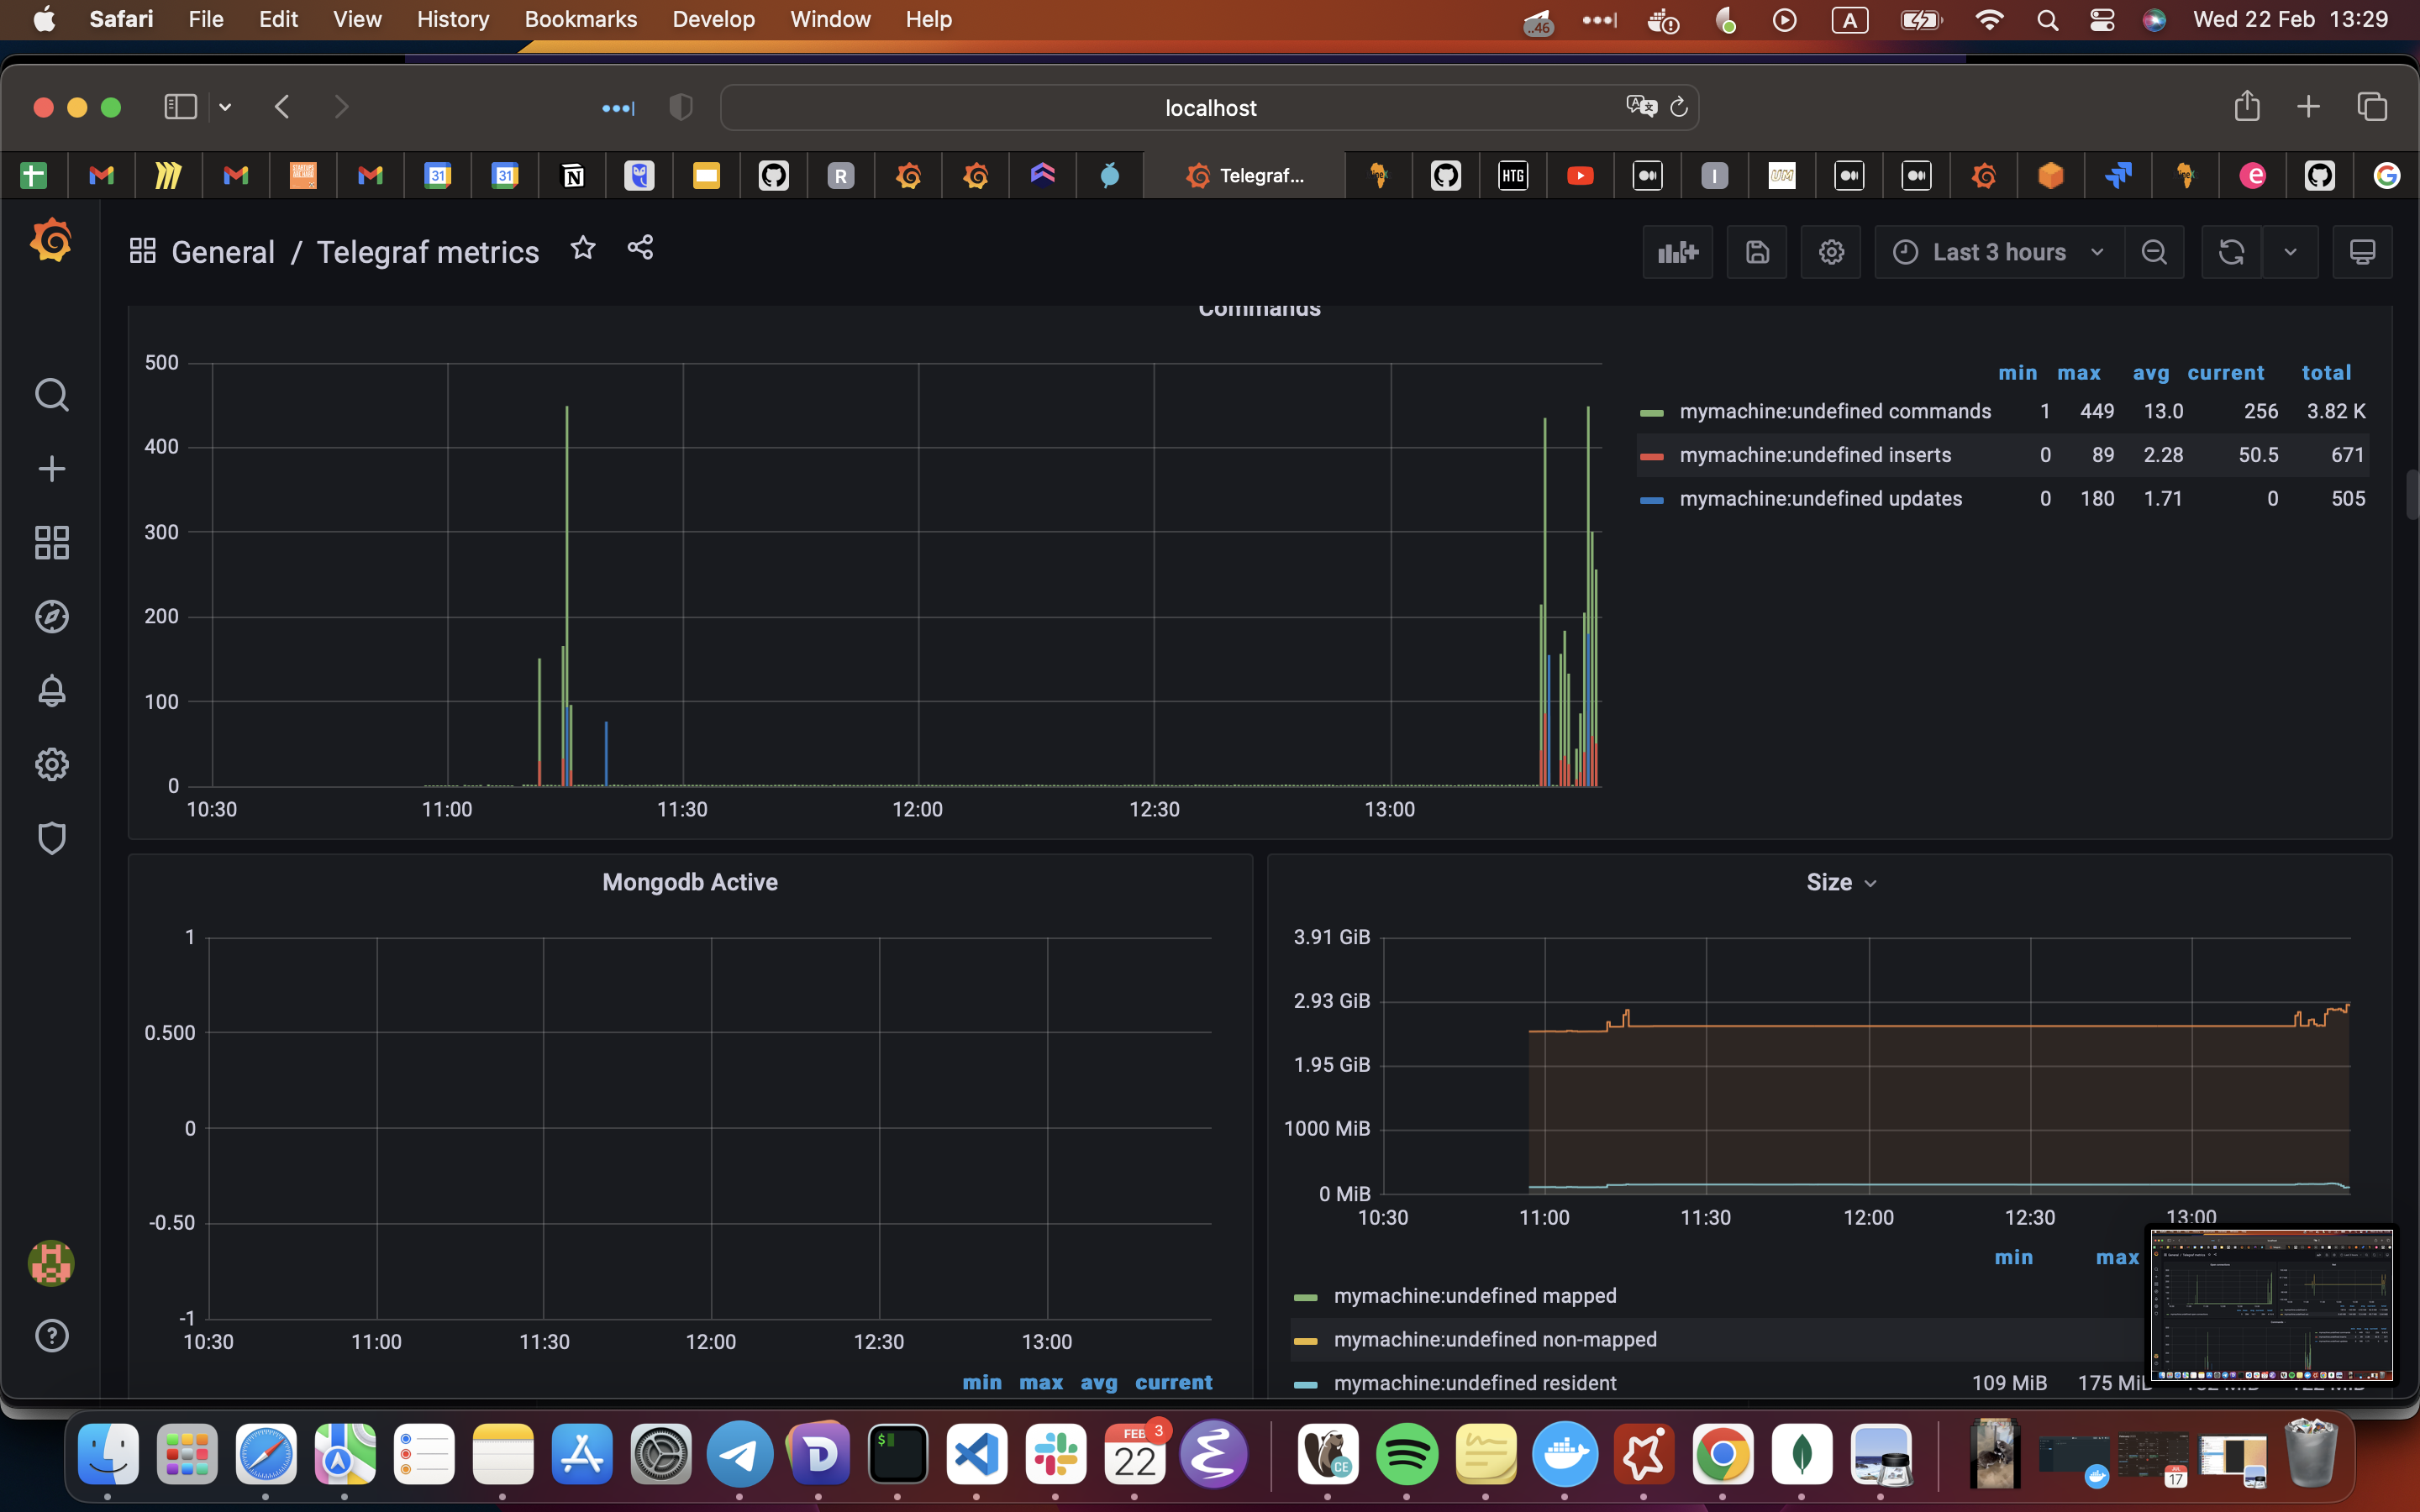 Safari File Edit View History Bookmarks Develop Window Help
..46 A Wed 22 Feb 13:29
localhost
31 31 R Telegraf... HTG I UM
General / Telegraf metrics
Last 3 hours
Commands
500
400
300
200
100
0
10:30 11:00 11:30 12:00 12:30 13:00
min max avg current total
mymachine:undefined commands 1 449 13.0 256 3.82 K
mymachine:undefined inserts 0 89 2.28 50.5 671
mymachine:undefined updates 0 180 1.71 0 505
Mongodb Active
1
0.500
0
-0.50
-1
10:30 11:00 11:30 12:00 12:30 13:00
min max avg current
Size
3.91 GiB
2.93 GiB
1.95 GiB
1000 MiB
0 MiB
10:30 11:00 11:30 12:00 12:30 13:00
min max
mymachine:undefined mapped
mymachine:undefined non-mapped
mymachine:undefined resident 109 MiB 175 MiB
FEB 3
22
CE
17